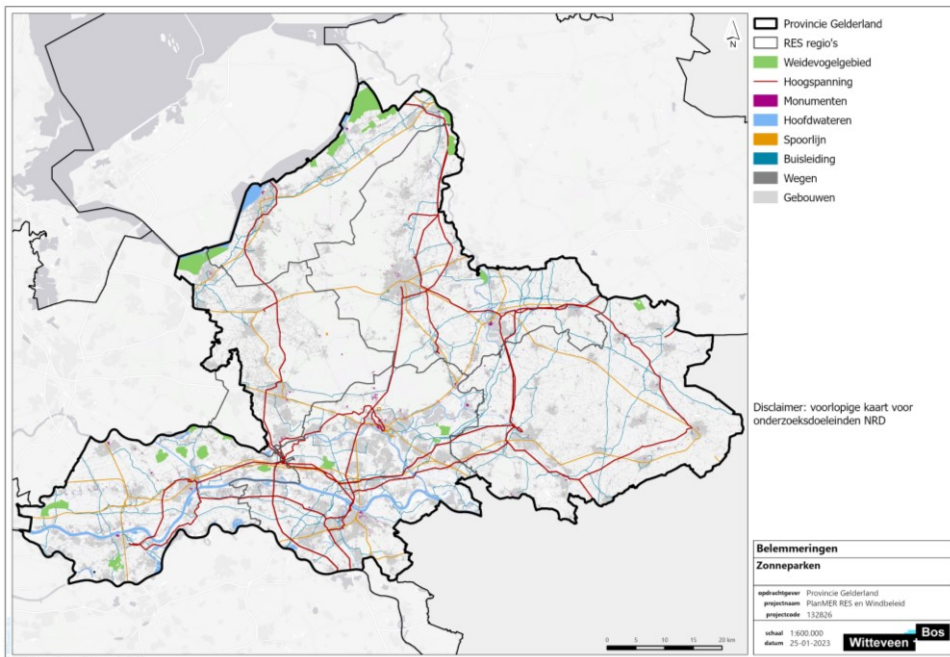 N
Provincie Gelderland
RES regio's
Weidevogelgebied
Hoogspanning
Monumenten
Hoofdwateren
Spoorlijn
Buisleiding
Wegen
Gebouwen
Disclaimer: voorlopige kaart voor
onderzoeksdoeleinden NRD
Belemmeringen
Zonneparken
opdrachtgever Provincie Gelderland
projectnaam PlanMER RES en Windbeleid
projectcode 132826
schaal 1:600.000
datum 25-01-2023
Witteveen + Bos
0 5 10 20 km